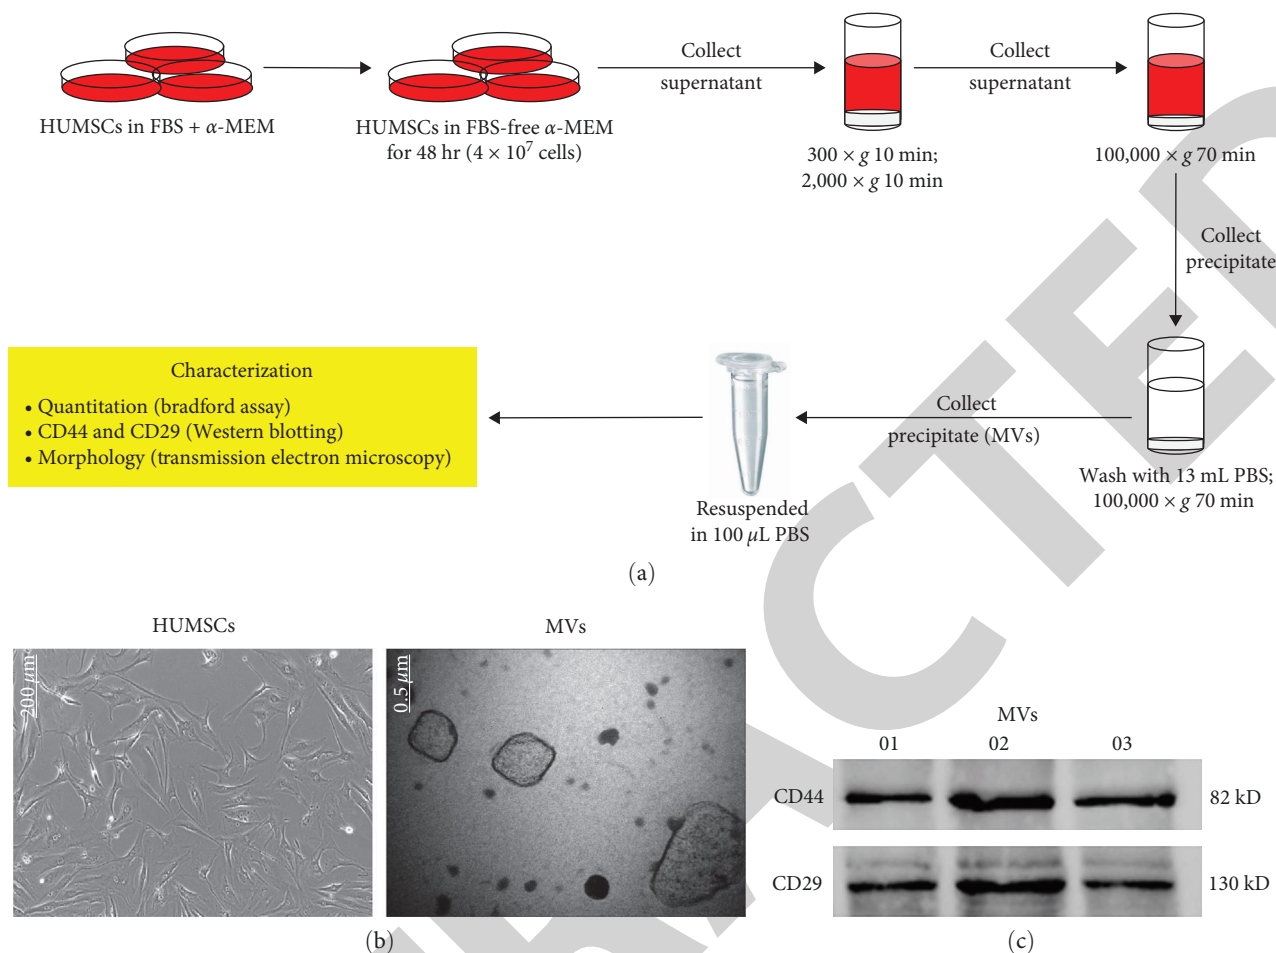 HUMSCs in FBS + α-MEM
HUMSCs in FBS-free α-MEM
for 48 hr (4 × 10⁷ cells)
Collect
supernatant
300 × g 10 min;
2,000 × g 10 min
Collect
supernatant
100,000 × g 70 min
Collect
precipitate
Wash with 13 mL PBS;
100,000 × g 70 min
Collect
precipitate (MVs)
Resuspended
in 100 μL PBS
Characterization
• Quantitation (bradford assay)
• CD44 and CD29 (Western blotting)
• Morphology (transmission electron microscopy)
(a)
HUMSCs
200 μm
MVs
0.5 μm
(b)
MVs
01 02 03
CD44 82 kD
CD29 130 kD
(c)
RACTED